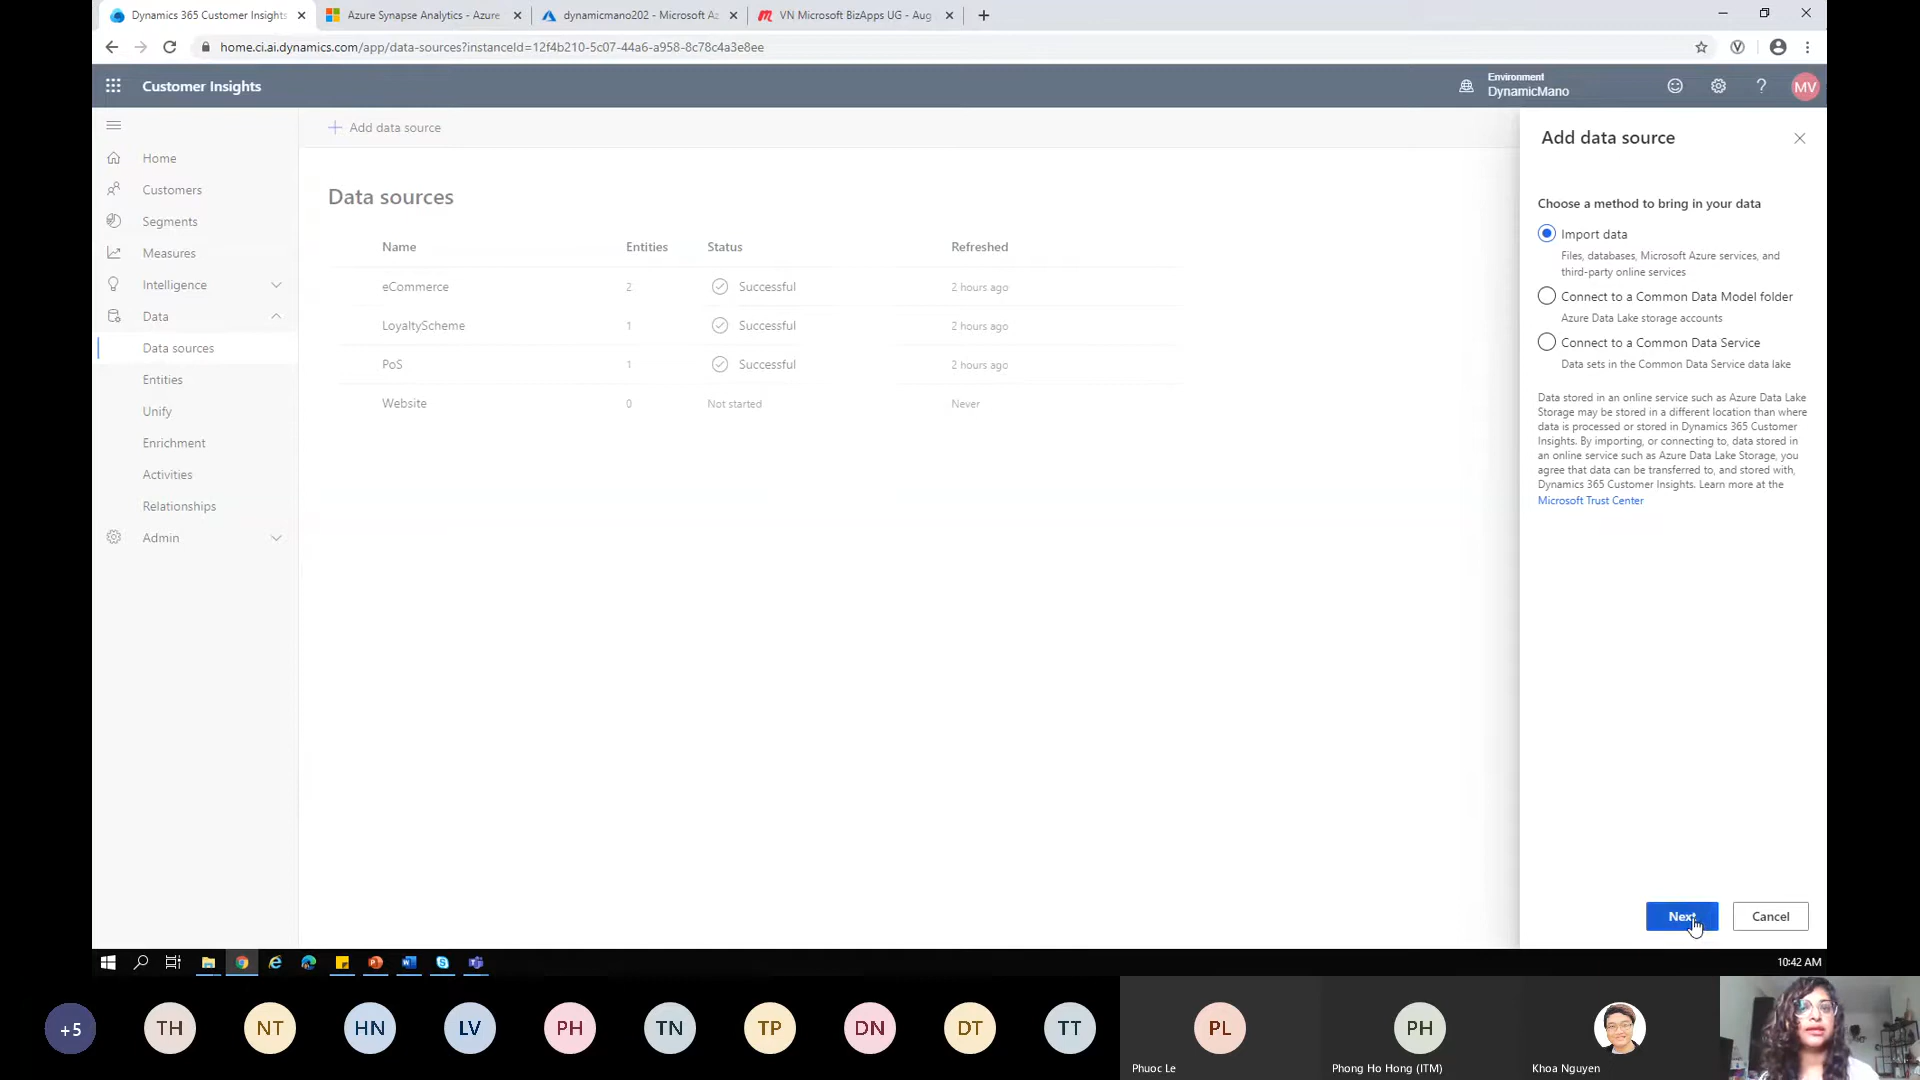 Dynamics 365 Customer Insights
Azure Synapse Analytics - Azure
dynamicmano202 - Microsoft Az
VN Microsoft BizApps UG - Aug
home.ci.ai.dynamics.com/app/data-sources?instanceId=12f4b210-5c07-44a6-a958-8c78c4a3e8ee
Customer Insights
Environment
DynamicMano
MV
Home
Customers
Segments
Measures
Intelligence
Data
Data sources
Entities
Unify
Enrichment
Activities
Relationships
Admin
Add data source
Data sources
Name Entities Status Refreshed
eCommerce 2 Successful 2 hours ago
LoyaltyScheme 1 Successful 2 hours ago
PoS 1 Successful 2 hours ago
Website 0 Not started Never
Add data source
Choose a method to bring in your data
Import data
Files, databases, Microsoft Azure services, and
third-party online services
Connect to a Common Data Model folder
Azure Data Lake storage accounts
Connect to a Common Data Service
Data sets in the Common Data Service data lake
Data stored in an online service such as Azure Data Lake
Storage may be stored in a different location than where
data is processed or stored in Dynamics 365 Customer
Insights. By importing, or connecting to, data stored in
an online service such as Azure Data Lake Storage, you
agree that data can be transferred to, and stored with,
Dynamics 365 Customer Insights. Learn more at the
Microsoft Trust Center
Next
Cancel
10:42 AM
+5
TH
NT
HN
LV
PH
TN
TP
DN
DT
TT
PL
PH
Phuoc Le
Phong Ho Hong (ITM)
Khoa Nguyen